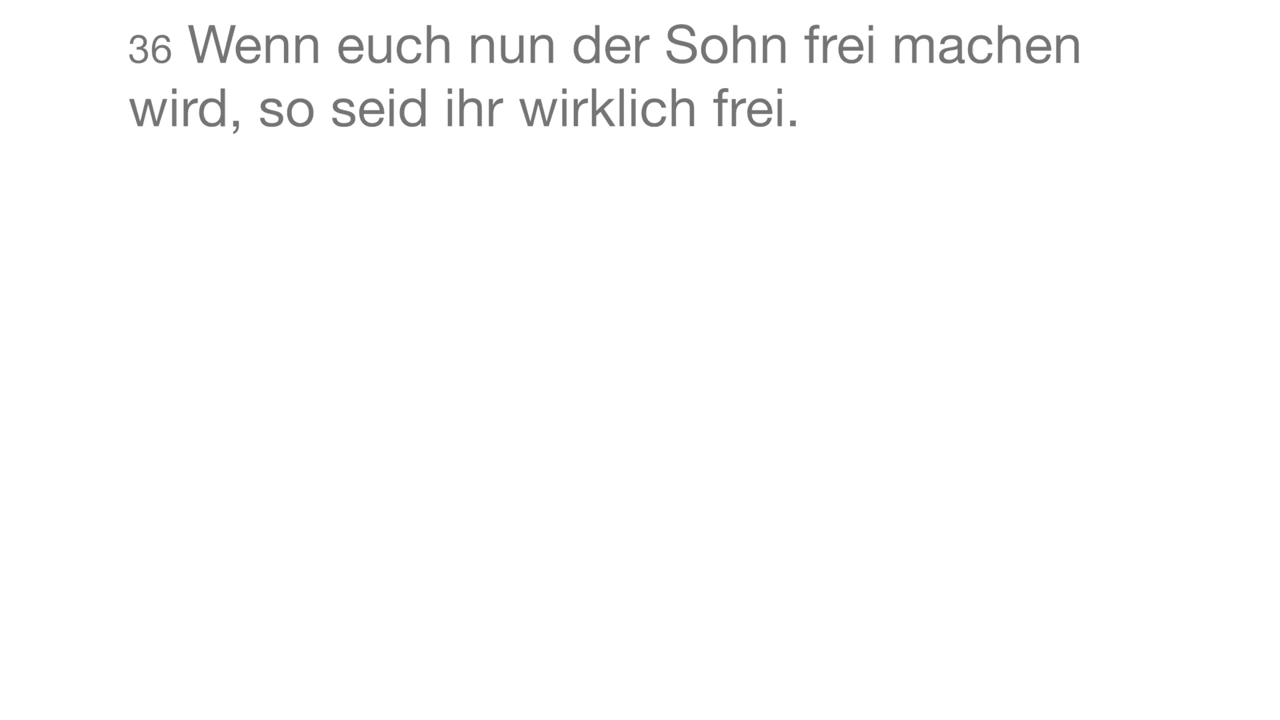 36 Wenn euch nun der Sohn frei machen
wird, so seid ihr wirklich frei.